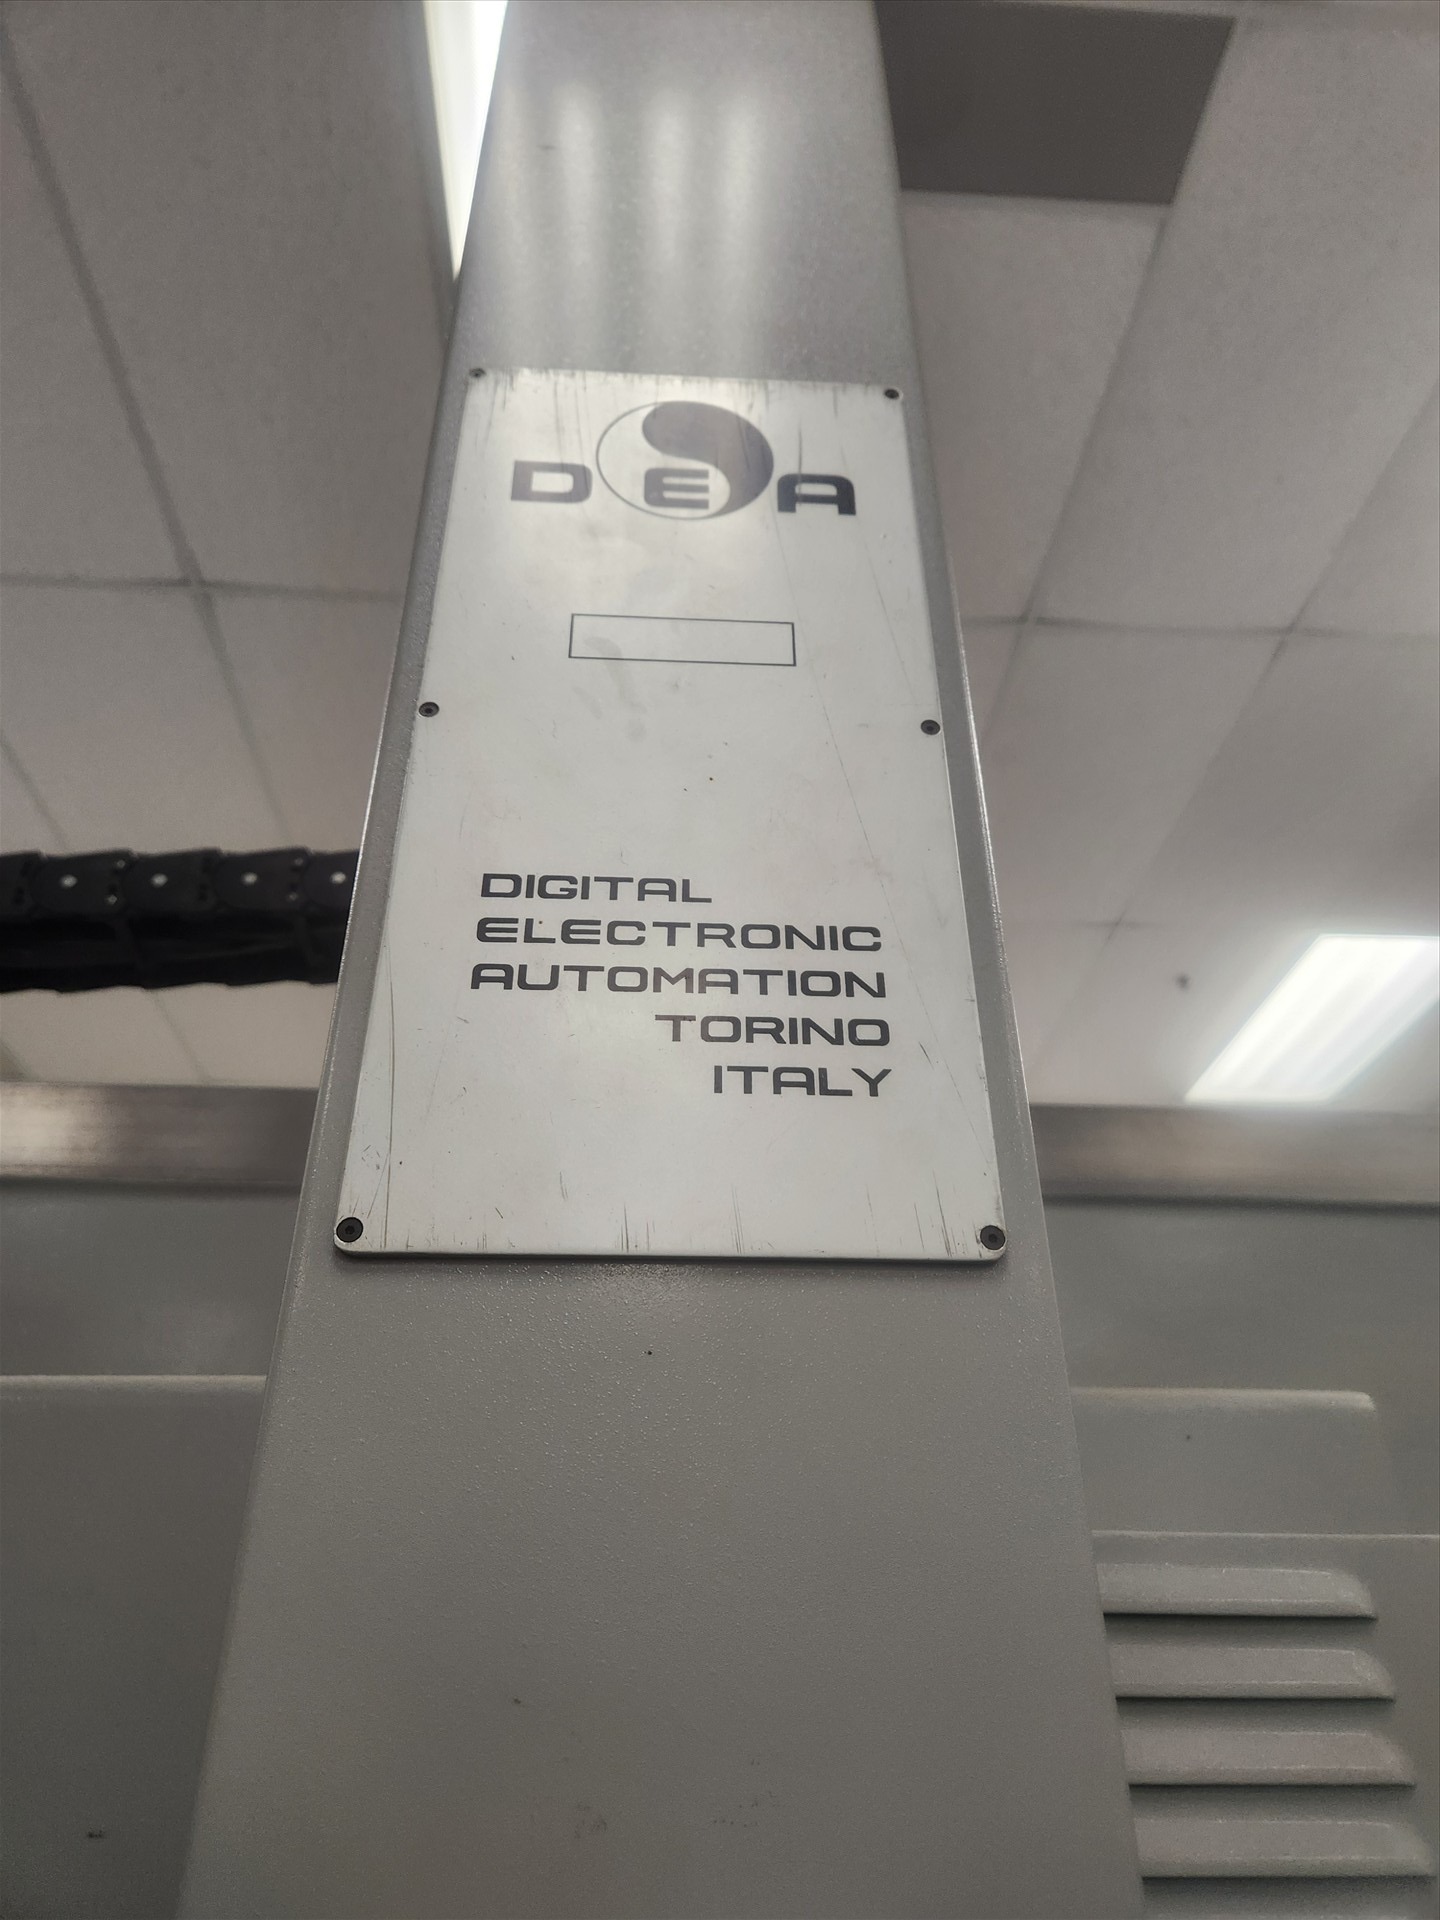 DEA
DIGITAL
ELECTRONIC
AUTOMATION
TORINO
ITALY